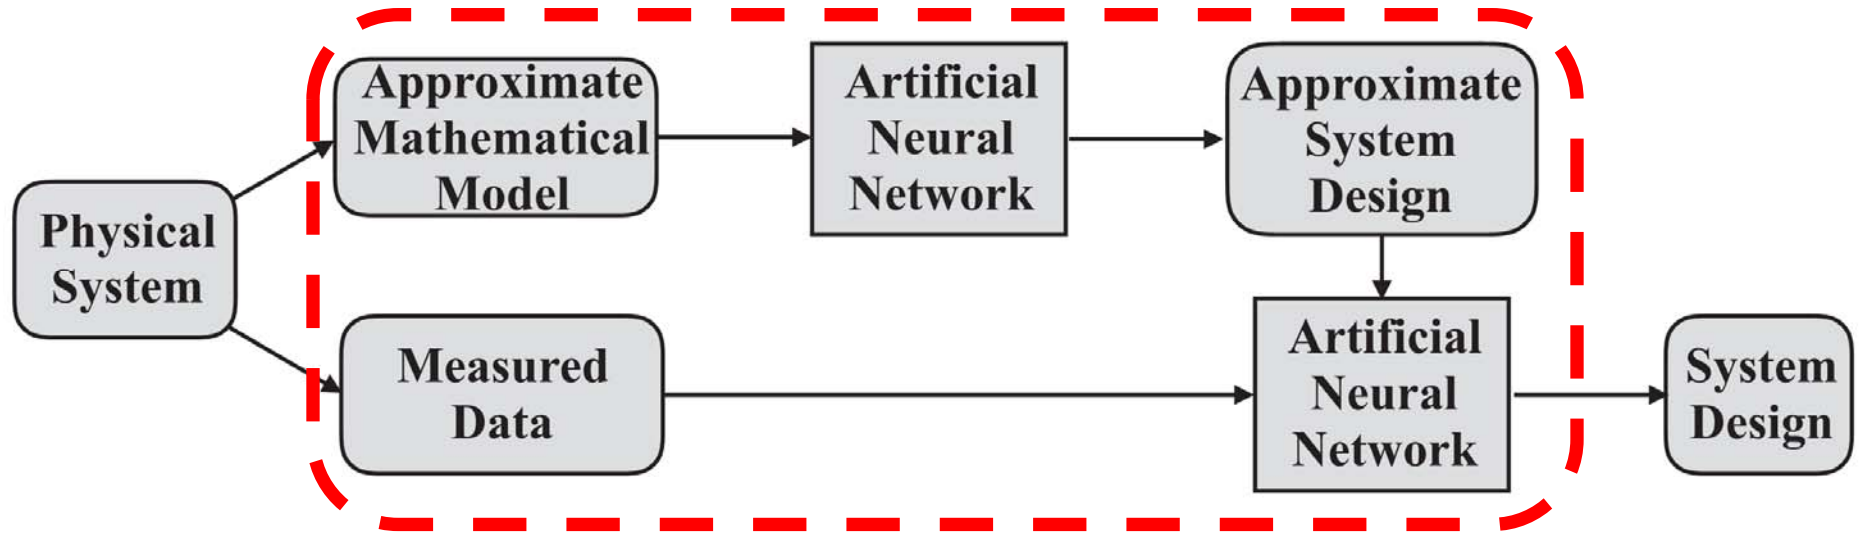 Physical
System
Approximate
Mathematical
Model
Artificial
Neural
Network
Approximate
System
Design
Measured
Data
Artificial
Neural
Network
System
Design